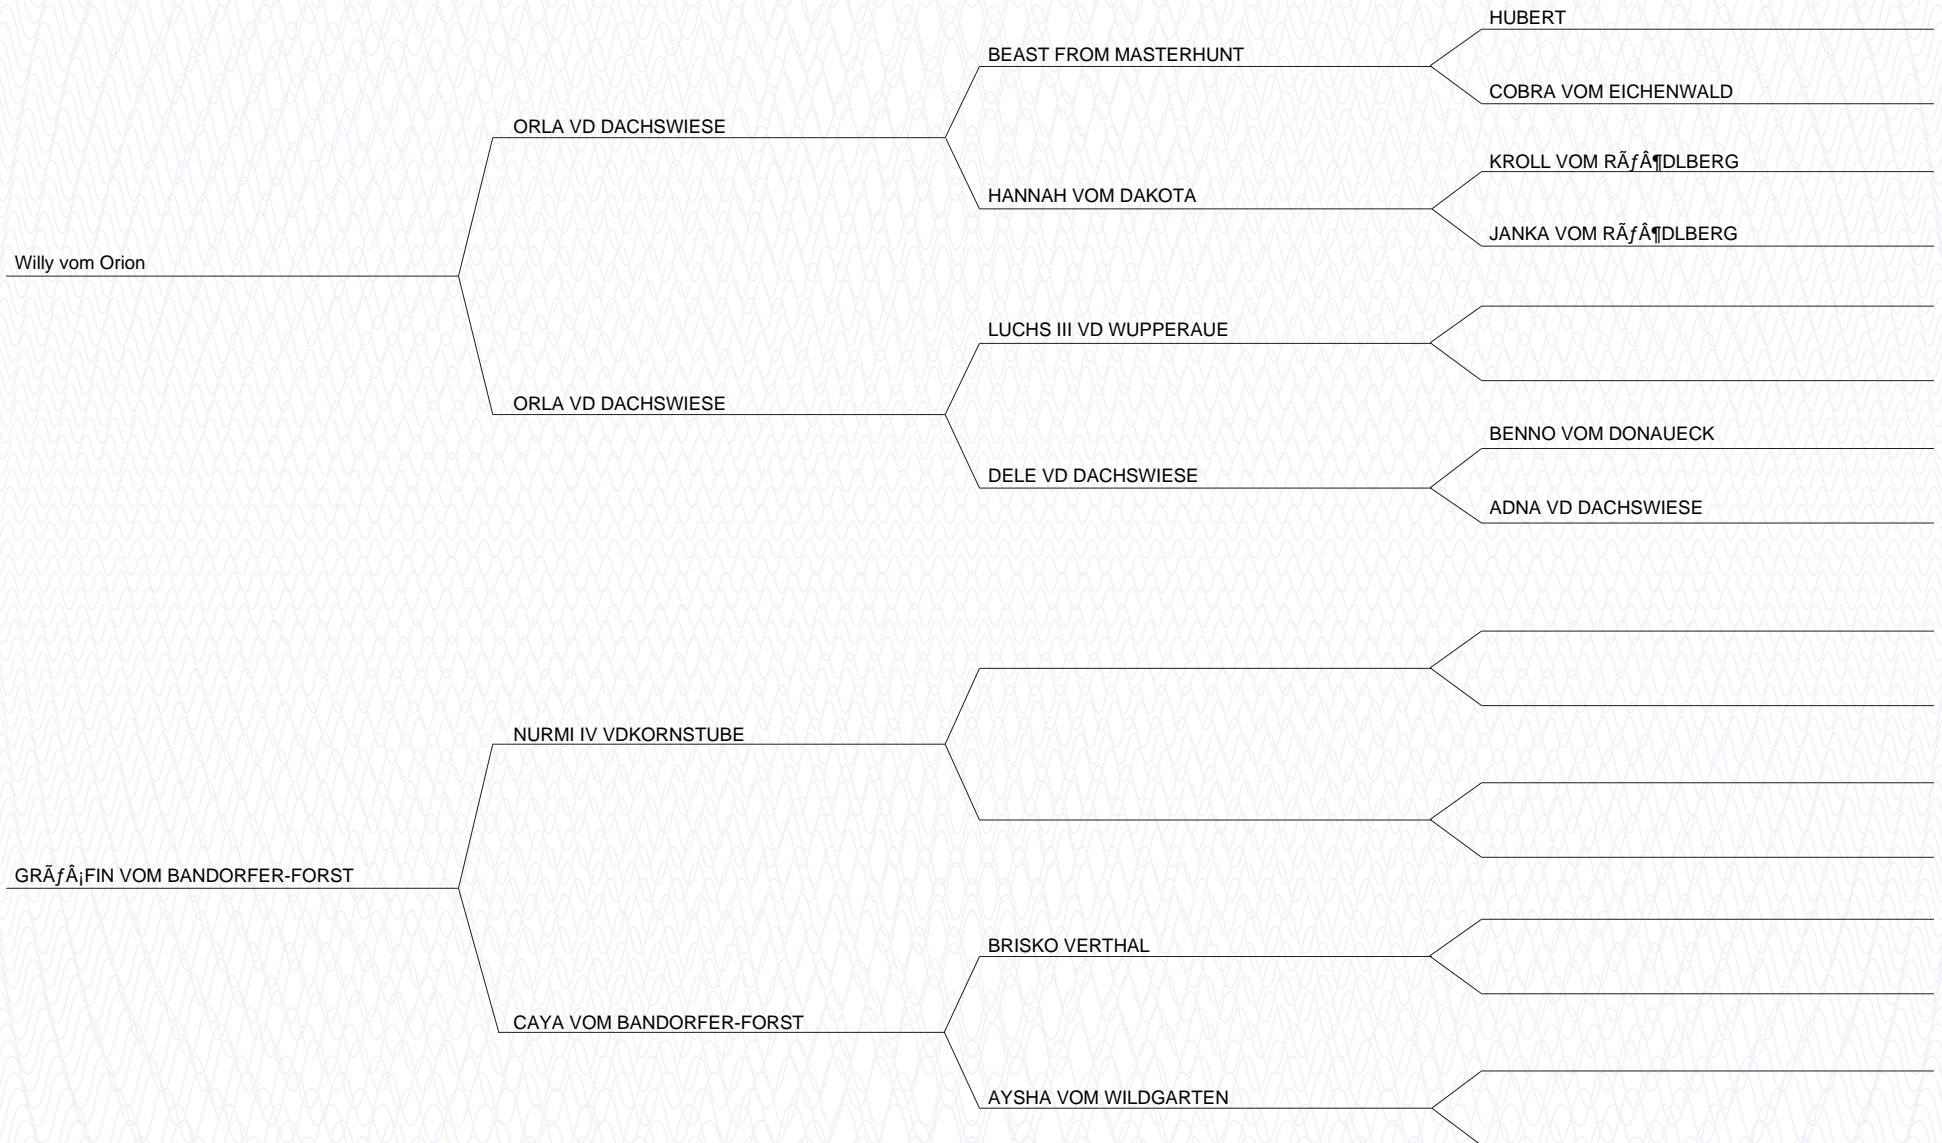 HUBERT
BEAST FROM MASTERHUNT
COBRA VOM EICHENWALD
ORLA VD DACHSWIESE
KROLL VOM RÃƒÂ¶DLBERG
HANNAH VOM DAKOTA
JANKA VOM RÃƒÂ¶DLBERG
Willy vom Orion
LUCHS III VD WUPPERAUE
ORLA VD DACHSWIESE
BENNO VOM DONAUECK
DELE VD DACHSWIESE
ADNA VD DACHSWIESE
NURMI IV VDKORNSTUBE
GRÃƒÂ¡FIN VOM BANDORFER-FORST
BRISKO VERTHAL
CAYA VOM BANDORFER-FORST
AYSHA VOM WILDGARTEN